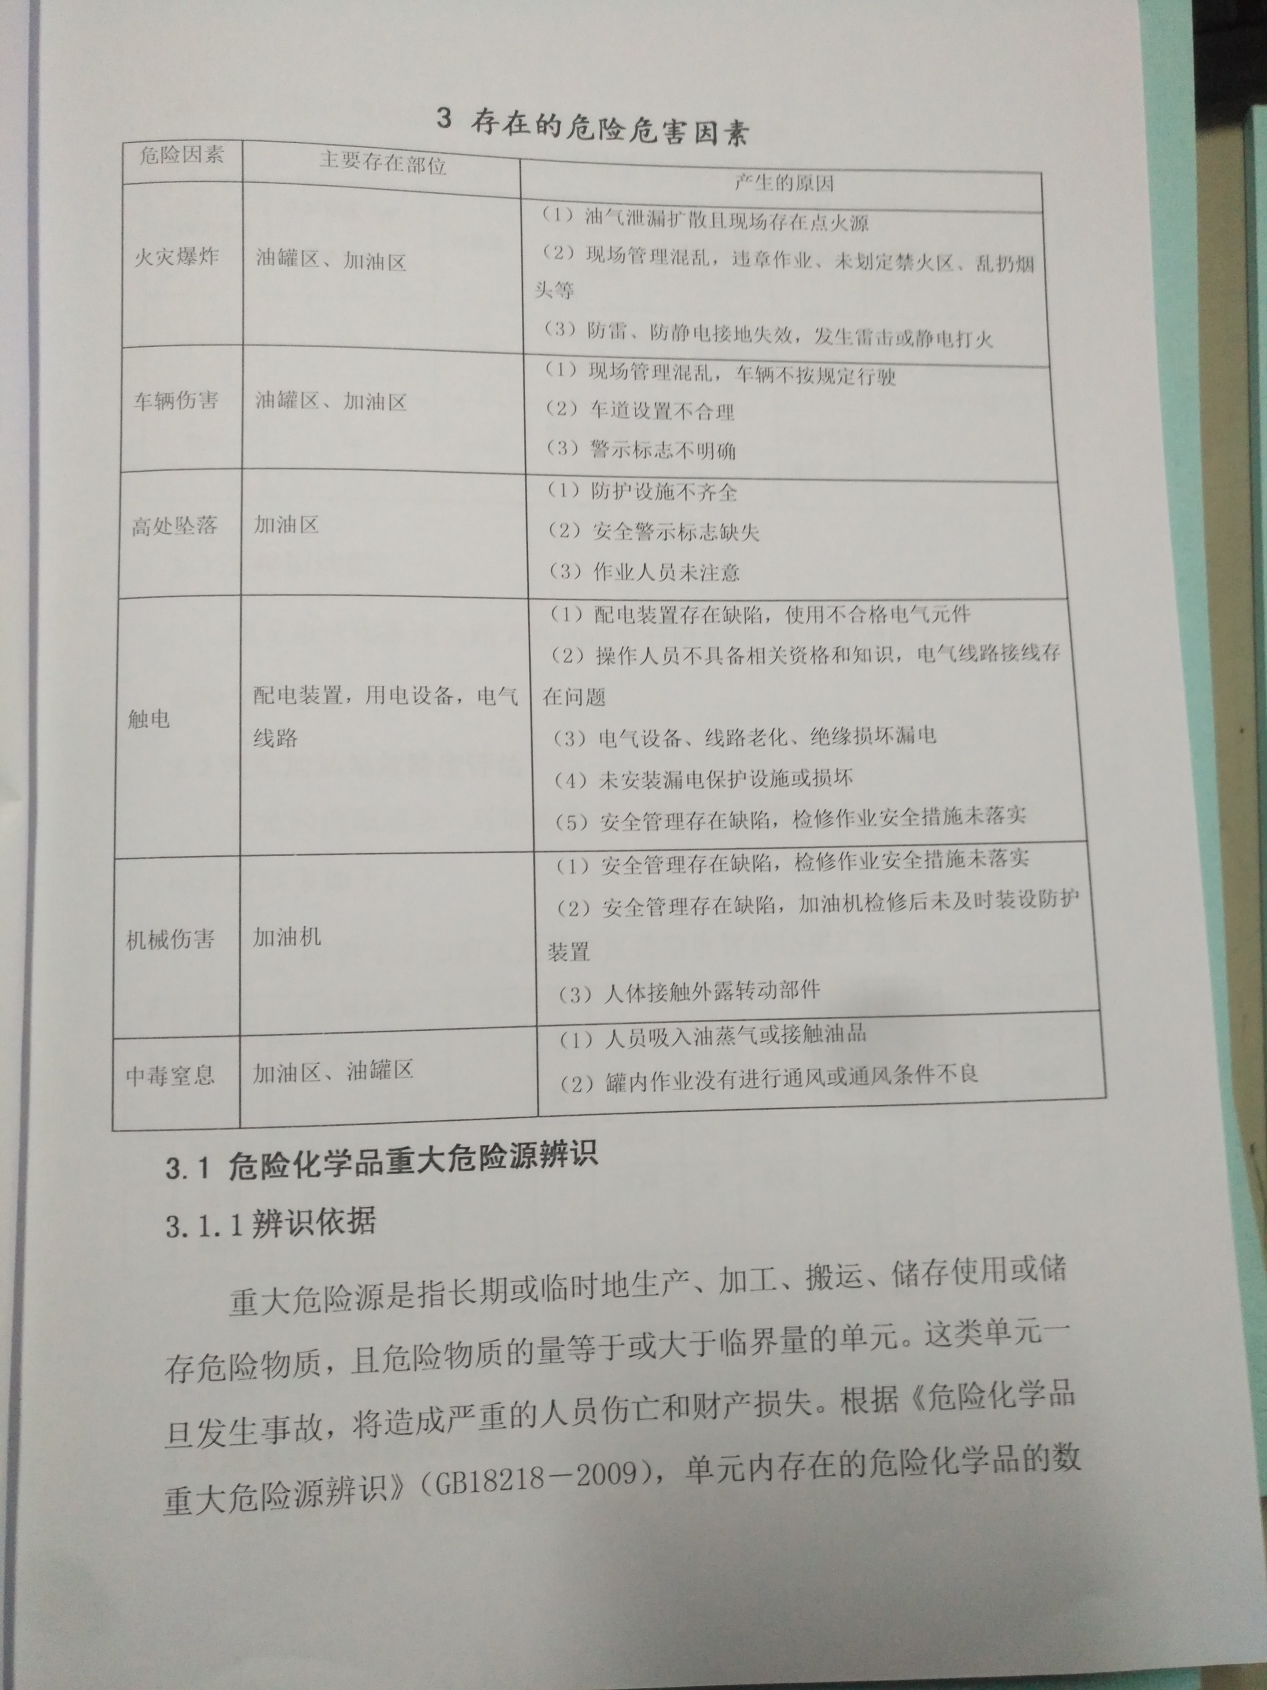 3 存在的危险危害因素
危险因素 主要存在部位 产生的原因
火灾爆炸 油罐区、加油区
(1) 油气泄漏扩散且现场存在点火源
(2) 现场管理混乱，违章作业、未划定禁火区、乱扔烟
头等
(3) 防雷、防静电接地失效，发生雷击或静电打火
车辆伤害 油罐区、加油区
(1) 现场管理混乱，车辆不按规定行驶
(2) 车道设置不合理
(3) 警示标志不明确
高处坠落 加油区
(1) 防护设施不齐全
(2) 安全警示标志缺失
(3) 作业人员未注意
触电
配电装置，用电设备，电气
线路
(1) 配电装置存在缺陷，使用不合格电气元件
(2) 操作人员不具备相关资格和知识，电气线路接线存
在问题
(3) 电气设备、线路老化、绝缘损坏漏电
(4) 未安装漏电保护设施或损坏
(5) 安全管理存在缺陷，检修作业安全措施未落实
机械伤害 加油机
(1) 安全管理存在缺陷，检修作业安全措施未落实
(2) 安全管理存在缺陷，加油机检修后未及时装设防护
装置
(3) 人体接触外露转动部件
中毒窒息 加油区、油罐区
(1) 人员吸入油蒸气或接触油品
(2) 罐内作业没有进行通风或通风条件不良
3.1 危险化学品重大危险源辨识
3.1.1辨识依据
重大危险源是指长期或临时地生产、加工、搬运、储存使用或储
存危险物质，且危险物质的量等于或大于临界量的单元。这类单元一
旦发生事故，将造成严重的人员伤亡和财产损失。根据《危险化学品
重大危险源辨识》（GB18218－2009），单元内存在的危险化学品的数